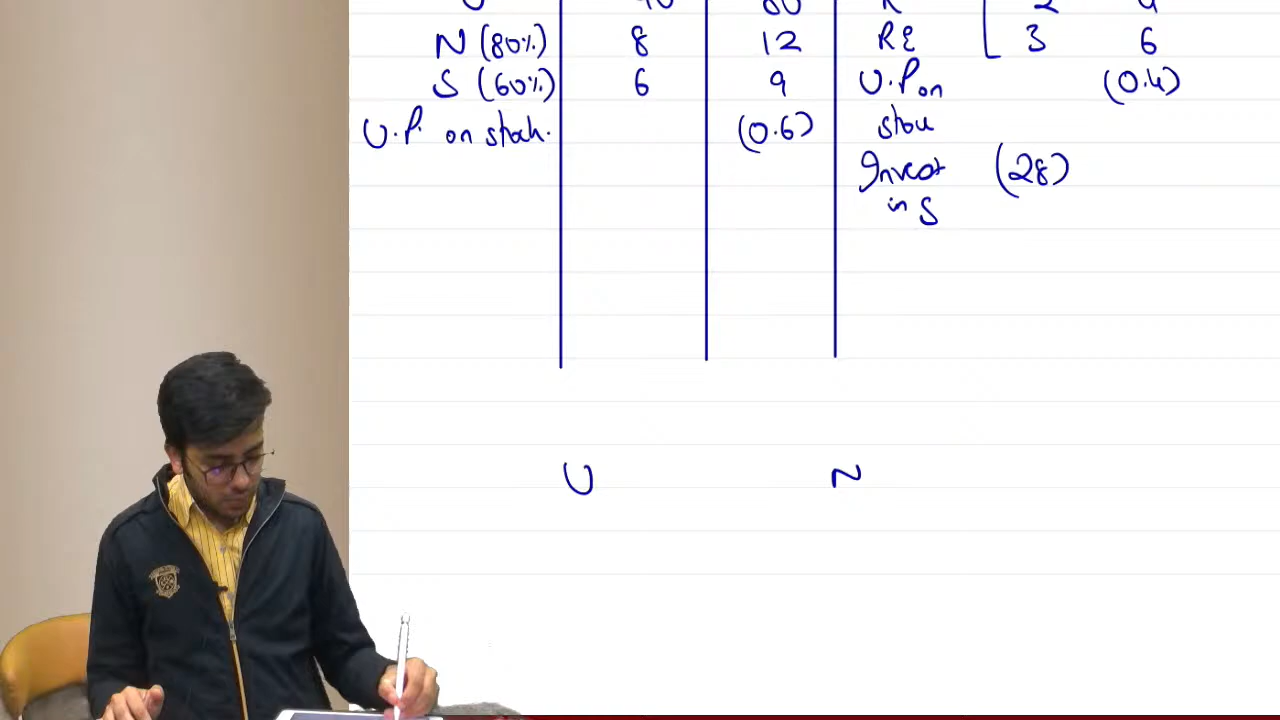 N (80%) 8 12 RE 3 6
S (60%) 6 9 U.P on (0.4)
U.P. on stock. (0.6) stock
Invest (28)
in S
U N